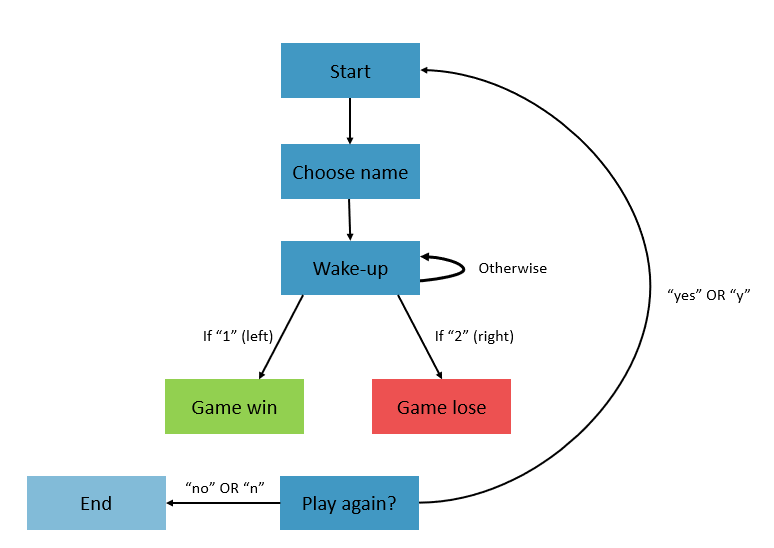 Start
Choose name
Wake-up
Otherwise
“yes” OR “y”
If “1” (left)
If “2” (right)
Game win
Game lose
“no” OR “n”
End
Play again?